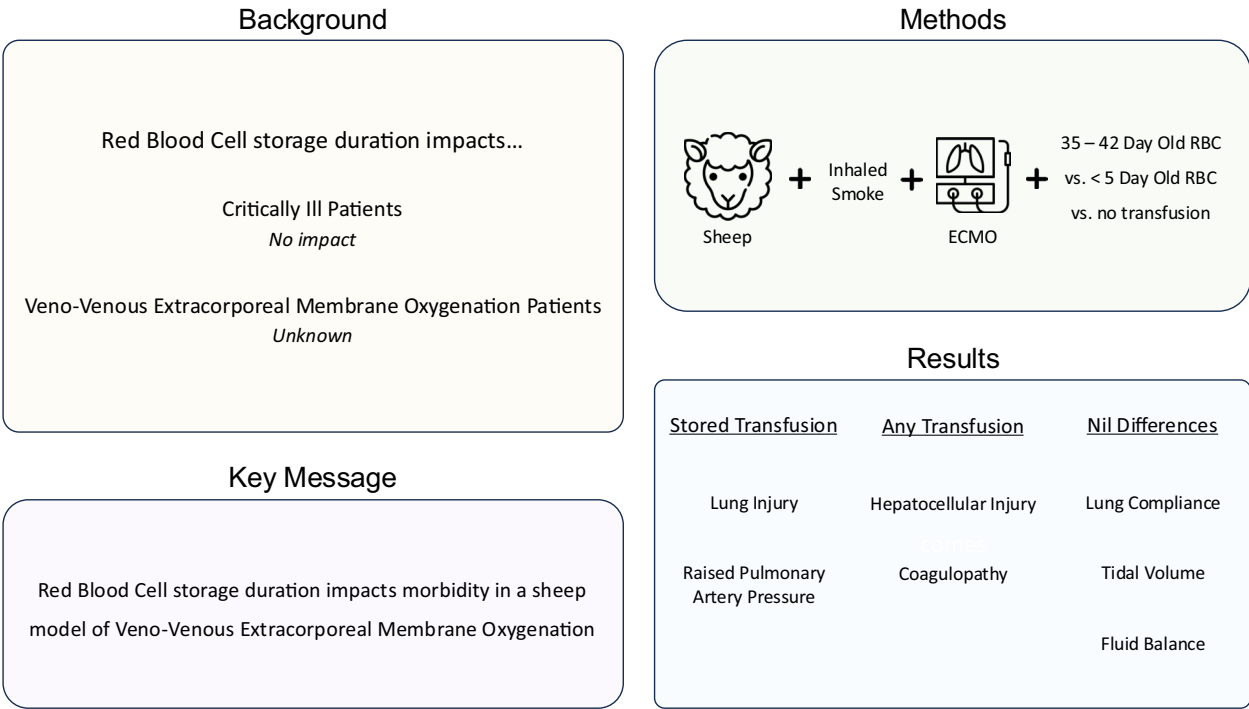 Background
Red Blood Cell storage duration impacts...
Critically Ill Patients
No impact
Veno-Venous Extracorporeal Membrane Oxygenation Patients
Unknown
Methods
Sheep
+
Inhaled
Smoke
+
ECMO
+
35 – 42 Day Old RBC
vs. < 5 Day Old RBC
vs. no transfusion
Key Message
Red Blood Cell storage duration impacts morbidity in a sheep
model of Veno-Venous Extracorporeal Membrane Oxygenation
Results
Stored Transfusion
Lung Injury
Raised Pulmonary
Artery Pressure
Any Transfusion
Hepatocellular Injury
Coagulopathy
Nil Differences
Lung Compliance
Tidal Volume
Fluid Balance